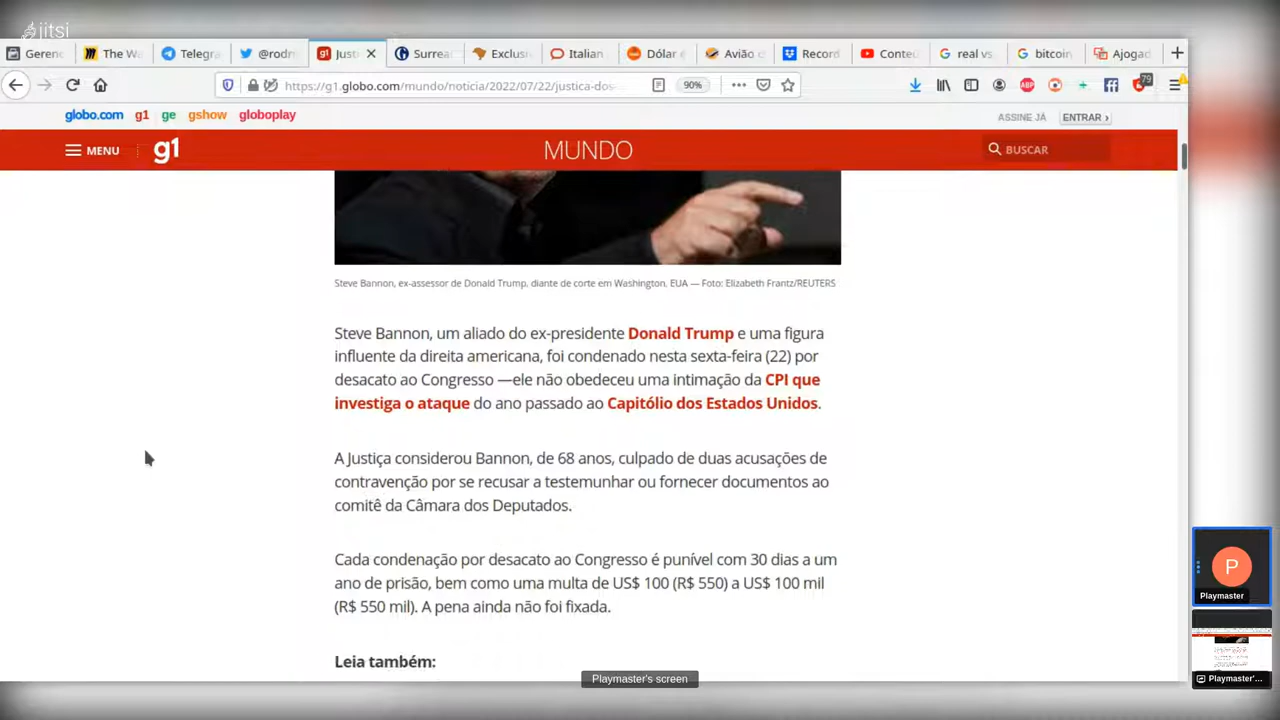 jitsi
Gerenc
The Wa
Telegra
@rodr
g1 Just
Surrea
Exclus
Italian
Dólar
Avião
Record
Conteú
real vs
bitcoin
Ajogad
https://g1.globo.com/mundo/noticia/2022/07/22/justica-dos-
90%
ABP
79
globo.com g1 ge gshow globoplay
ASSINE JÁ ENTRAR ›
MENU g1 MUNDO BUSCAR
Steve Bannon, ex-assessor de Donald Trump, diante de corte em Washington, EUA — Foto: Elizabeth Frantz/REUTERS
Steve Bannon, um aliado do ex-presidente Donald Trump e uma figura
influente da direita americana, foi condenado nesta sexta-feira (22) por
desacato ao Congresso —ele não obedeceu uma intimação da CPI que
investiga o ataque do ano passado ao Capitólio dos Estados Unidos.
A Justiça considerou Bannon, de 68 anos, culpado de duas acusações de
contravenção por se recusar a testemunhar ou fornecer documentos ao
comitê da Câmara dos Deputados.
Cada condenação por desacato ao Congresso é punível com 30 dias a um
ano de prisão, bem como uma multa de US$ 100 (R$ 550) a US$ 100 mil
(R$ 550 mil). A pena ainda não foi fixada.
Leia também:
Playmaster's screen
P
Playmaster
Playmaster'...